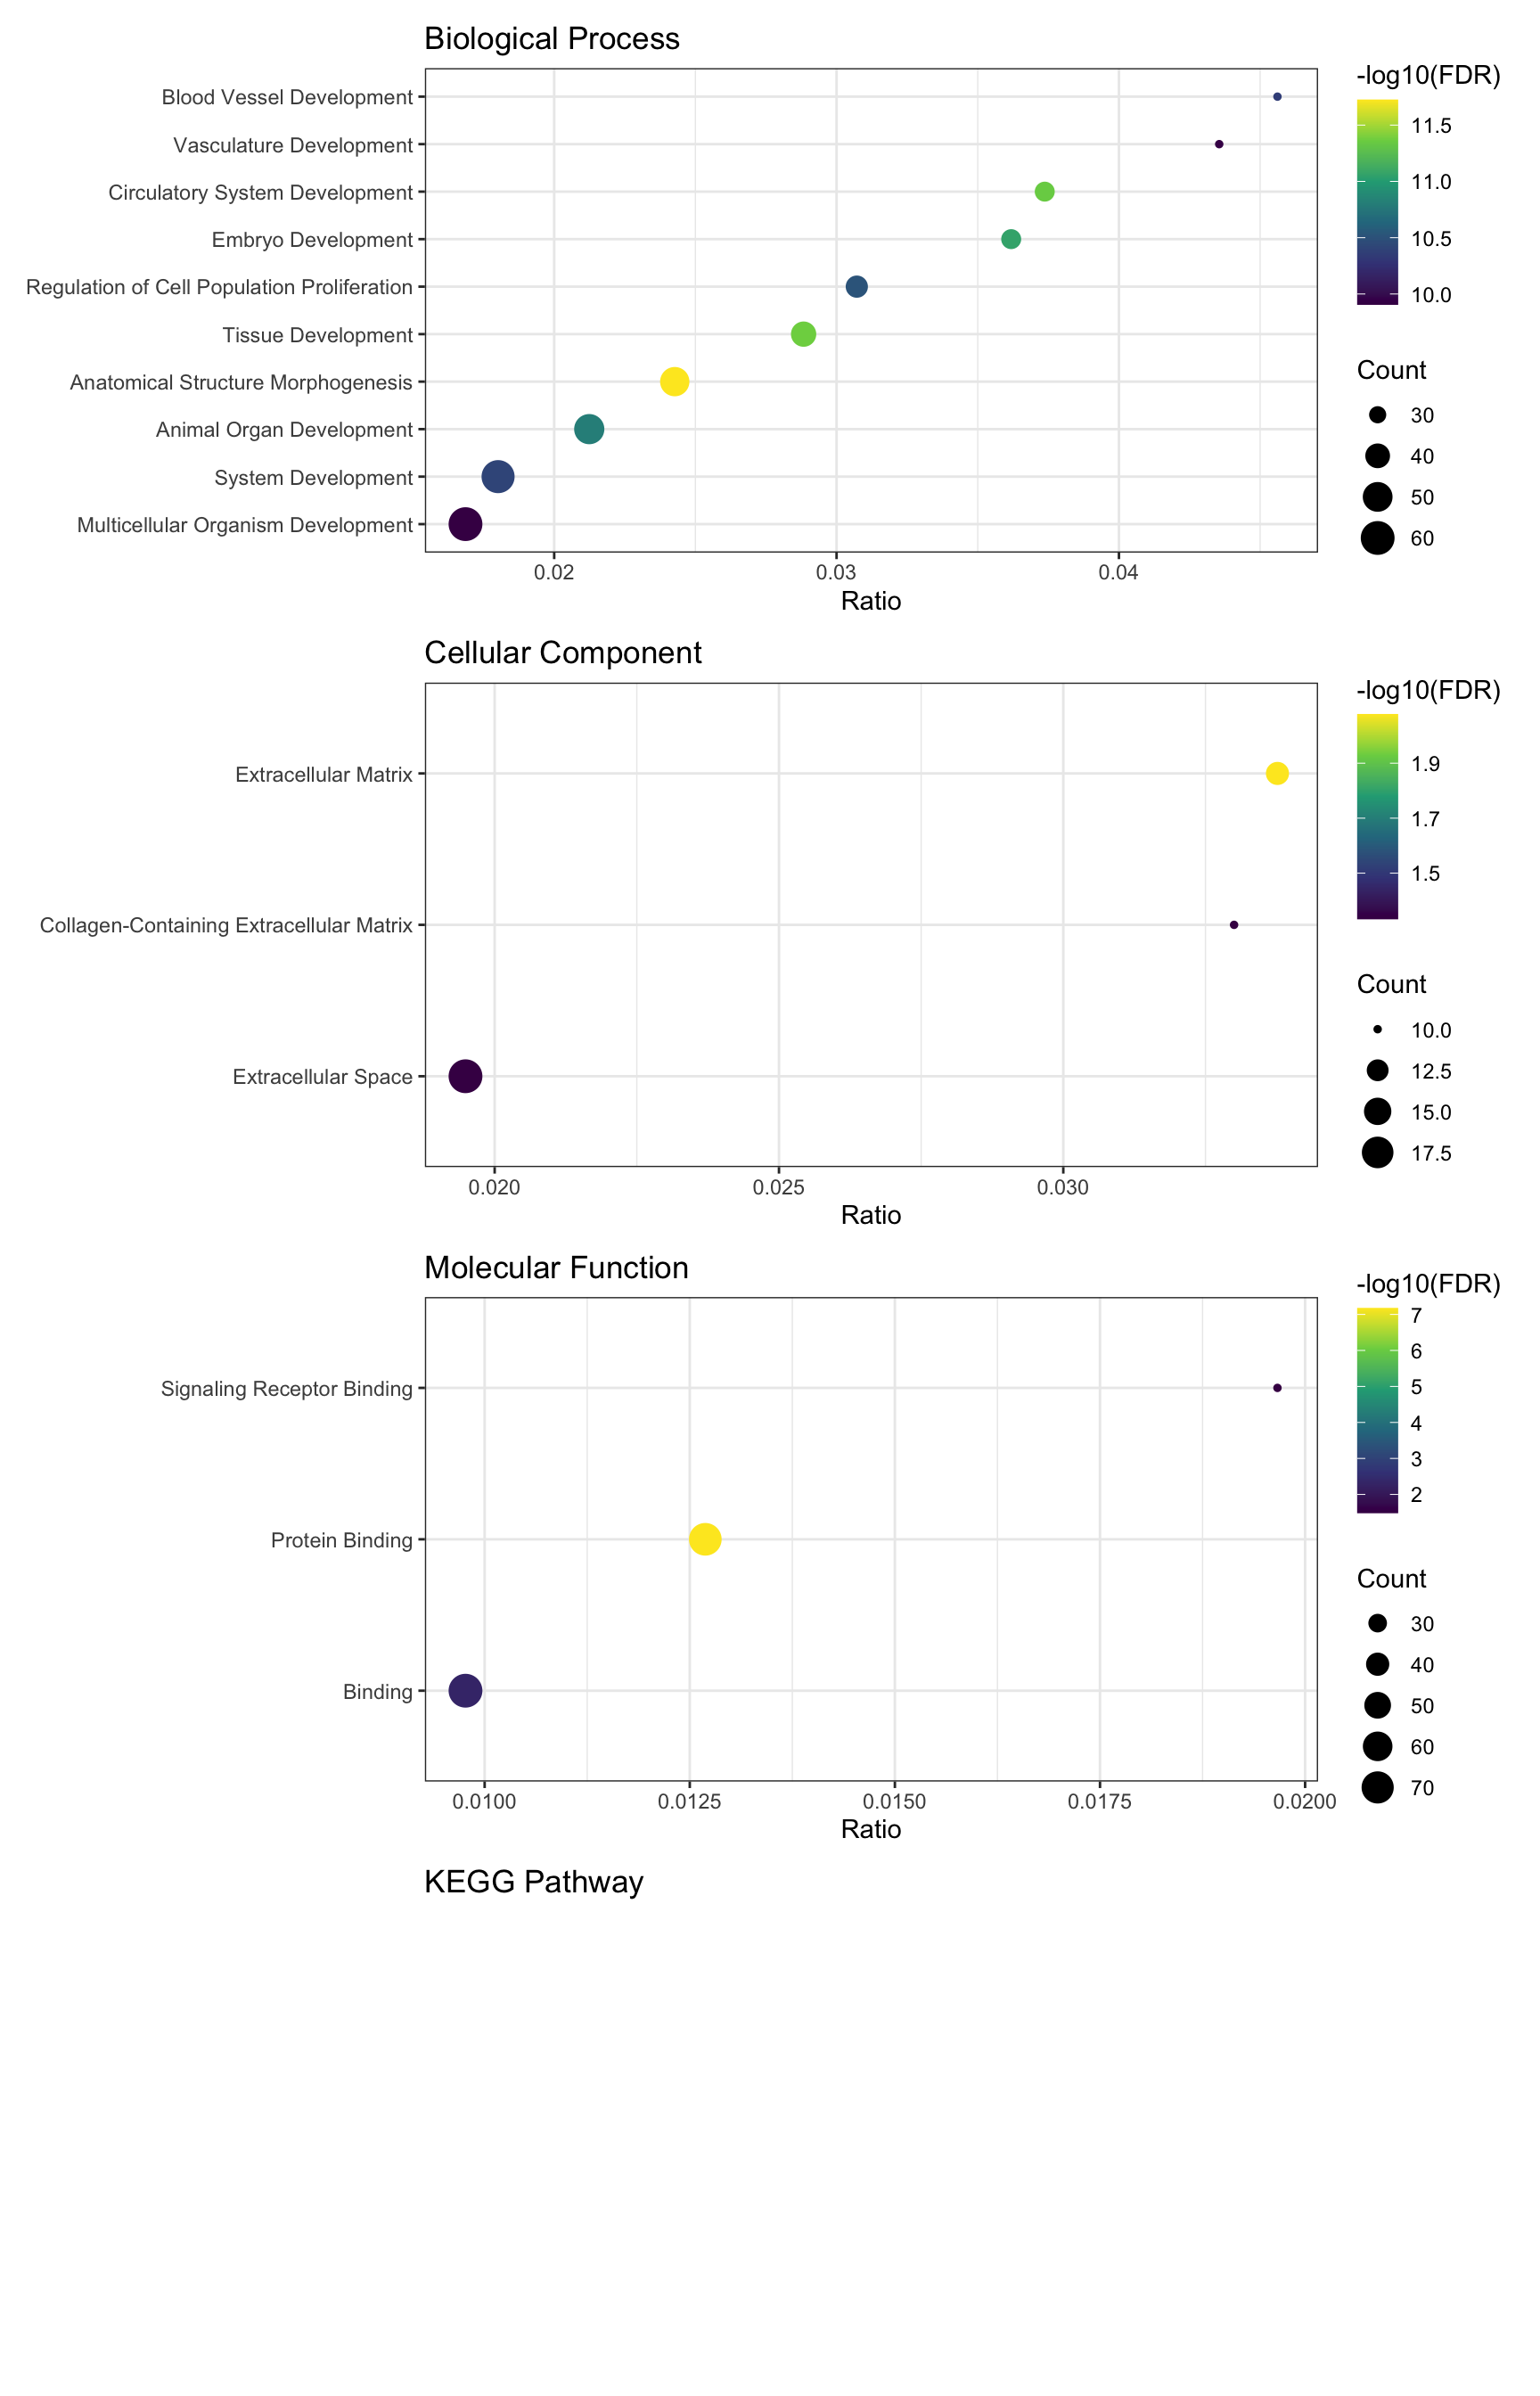 Biological Process
Blood Vessel Development
Vasculature Development
Circulatory System Development
Embryo Development
Regulation of Cell Population Proliferation
Tissue Development
Anatomical Structure Morphogenesis
Animal Organ Development
System Development
Multicellular Organism Development
0.02 0.03 0.04
Ratio
-log10(FDR)
11.5
11.0
10.5
10.0
Count
30
40
50
60
Cellular Component
Extracellular Matrix
Collagen-Containing Extracellular Matrix
Extracellular Space
0.020 0.025 0.030
Ratio
-log10(FDR)
1.9
1.7
1.5
Count
10.0
12.5
15.0
17.5
Molecular Function
Signaling Receptor Binding
Protein Binding
Binding
0.0100 0.0125 0.0150 0.0175 0.0200
Ratio
-log10(FDR)
7
6
5
4
3
2
Count
30
40
50
60
70
KEGG Pathway